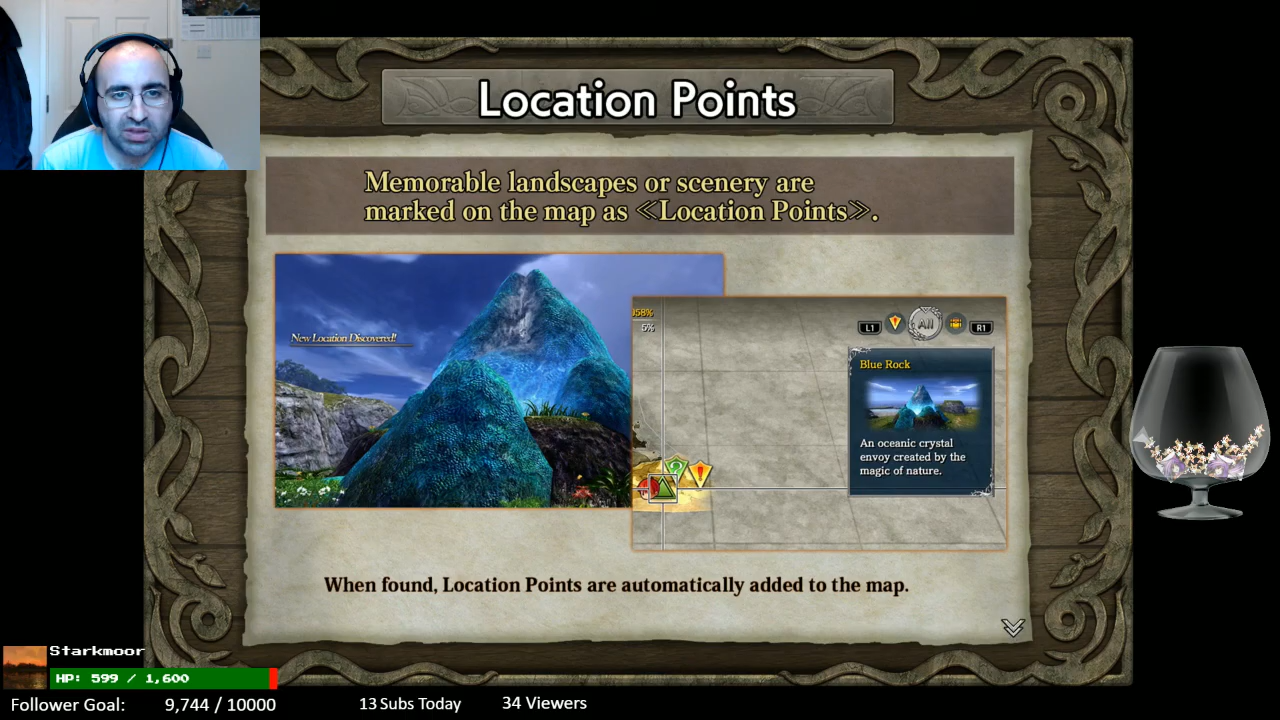 Location Points
Memorable landscapes or scenery are
marked on the map as ≪Location Points≫.
New Location Discovered!
058%
5%
L1
All
R1
Blue Rock
An oceanic crystal
envoy created by the
magic of nature.
When found, Location Points are automatically added to the map.
Starkmoor
HP: 599 / 1,600
Follower Goal: 9,744 / 10000
13 Subs Today
34 Viewers